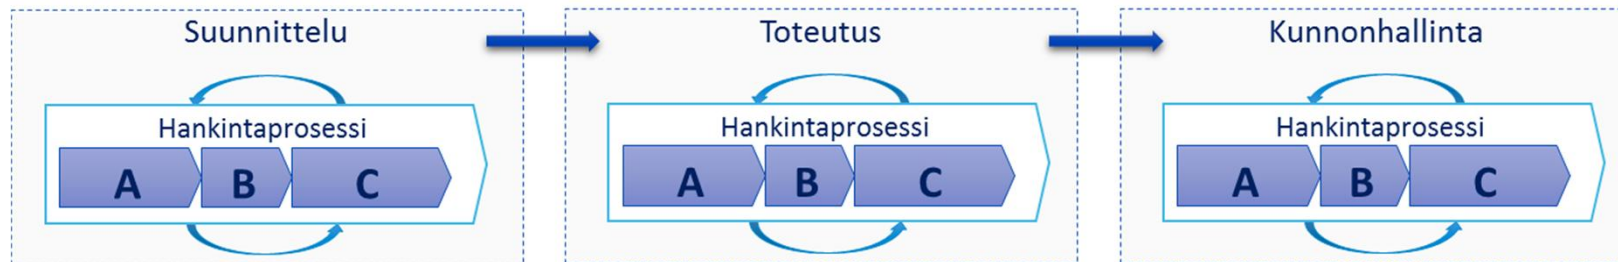 Suunnittelu
Hankintaprosessi
A B C
Toteutus
Hankintaprosessi
A B C
Kunnonhallinta
Hankintaprosessi
A B C